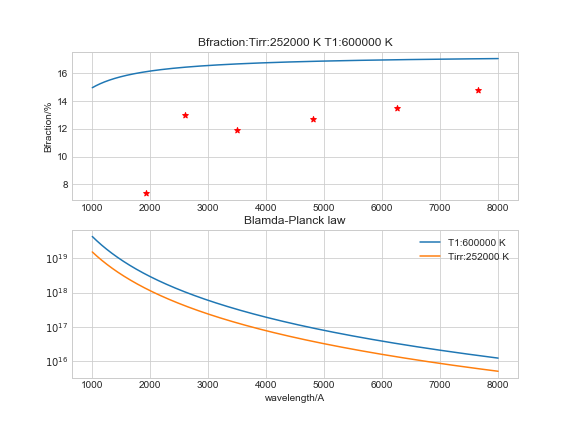 Bfraction:Tirr:252000 K T1:600000 K
Bfraction/%
16
14
12
10
8
1000 2000 3000 4000 5000 6000 7000 8000
Blamda-Planck law
T1:600000 K
Tirr:252000 K
10^19
10^18
10^17
10^16
1000 2000 3000 4000 5000 6000 7000 8000
wavelength/A